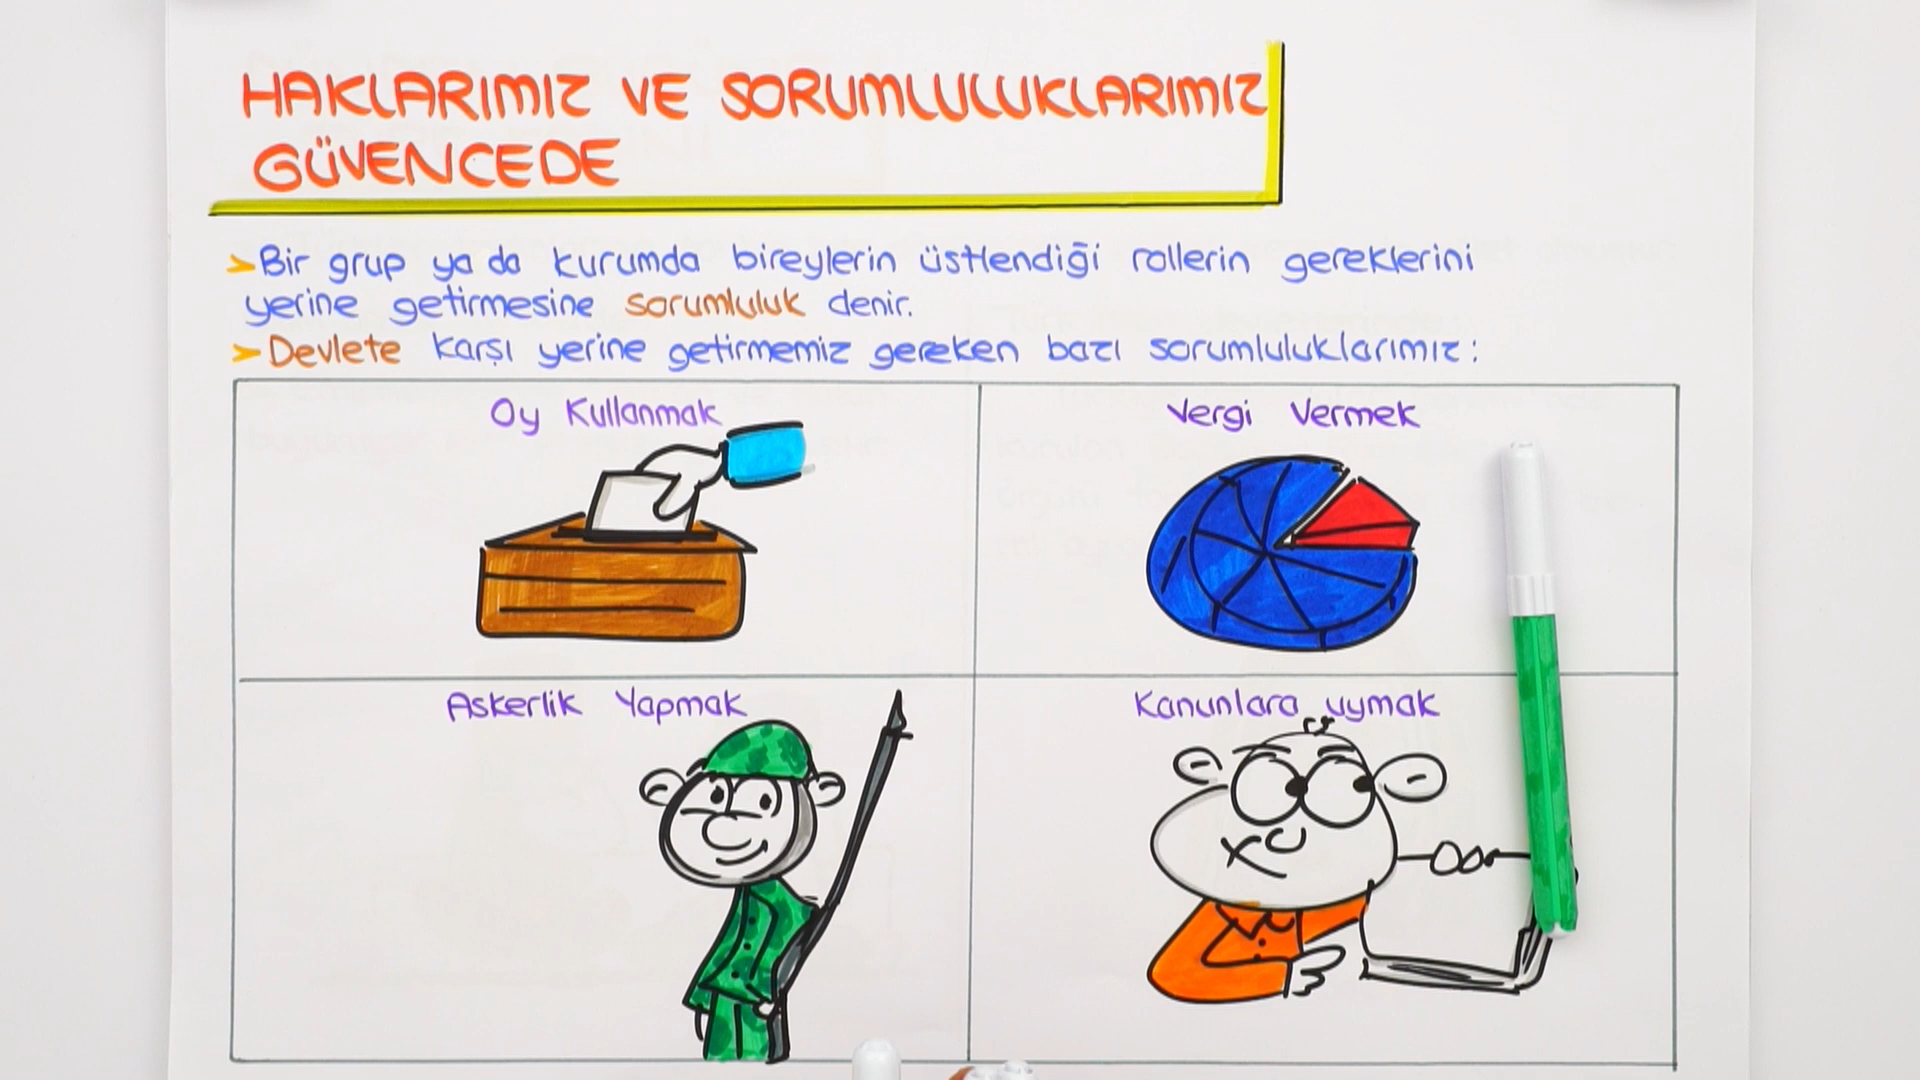 HAKLARIMIZ VE SORUMLULUKLARIMIZ
GÜVENCEDE
➤Bir grup ya da kurumda bireylerin üstlendiği rollerin gereklerini
yerine getirmesine sorumluluk denir.
➤Devlete karşı yerine getirmemiz gereken bazı sorumluluklarımız:
Oy Kullanmak
Vergi Vermek
Askerlik Yapmak
Kanunlara uymak